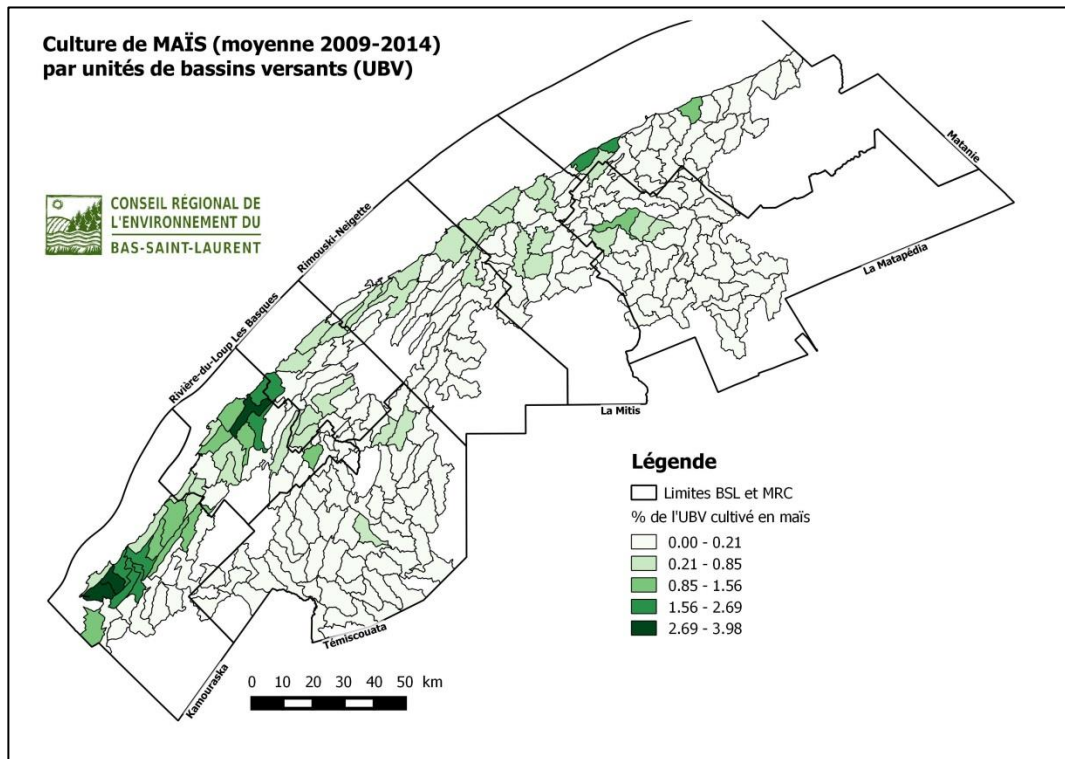 Culture de MAÏS (moyenne 2009-2014)
par unités de bassins versants (UBV)
CONSEIL RÉGIONAL DE
L'ENVIRONNEMENT DU
BAS-SAINT-LAURENT
Matanie
La Matapédia
Rimouski-Neigette
Rivière-du-Loup Les Basques
La Mitis
Témiscouata
Kamouraska
Légende
Limites BSL et MRC
% de l'UBV cultivé en maïs
0.00 - 0.21
0.21 - 0.85
0.85 - 1.56
1.56 - 2.69
2.69 - 3.98
0 10 20 30 40 50 km